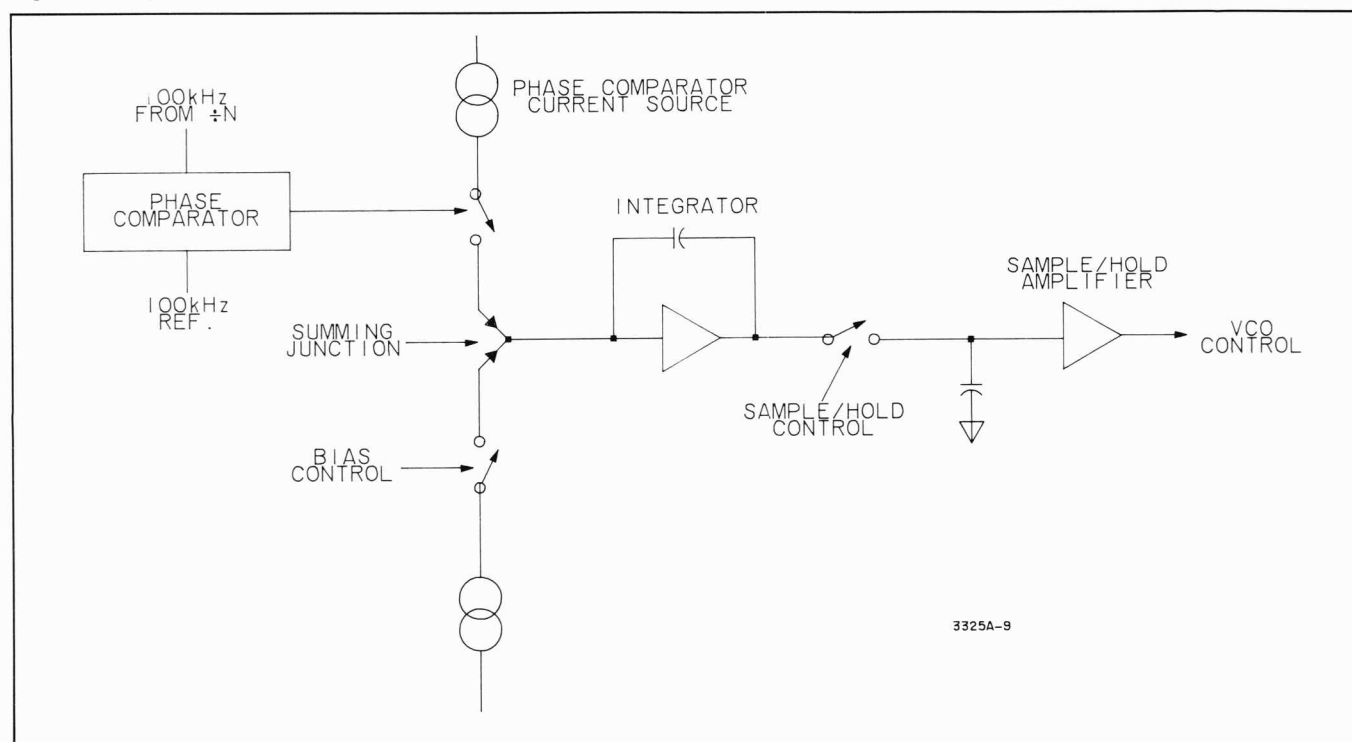 100kHz
FROM ÷N
PHASE
COMPARATOR
100kHz
REF.
PHASE COMPARATOR
CURRENT SOURCE
INTEGRATOR
SUMMING
JUNCTION
SAMPLE/HOLD
AMPLIFIER
VCO
CONTROL
SAMPLE/HOLD
CONTROL
BIAS
CONTROL
3325A-9